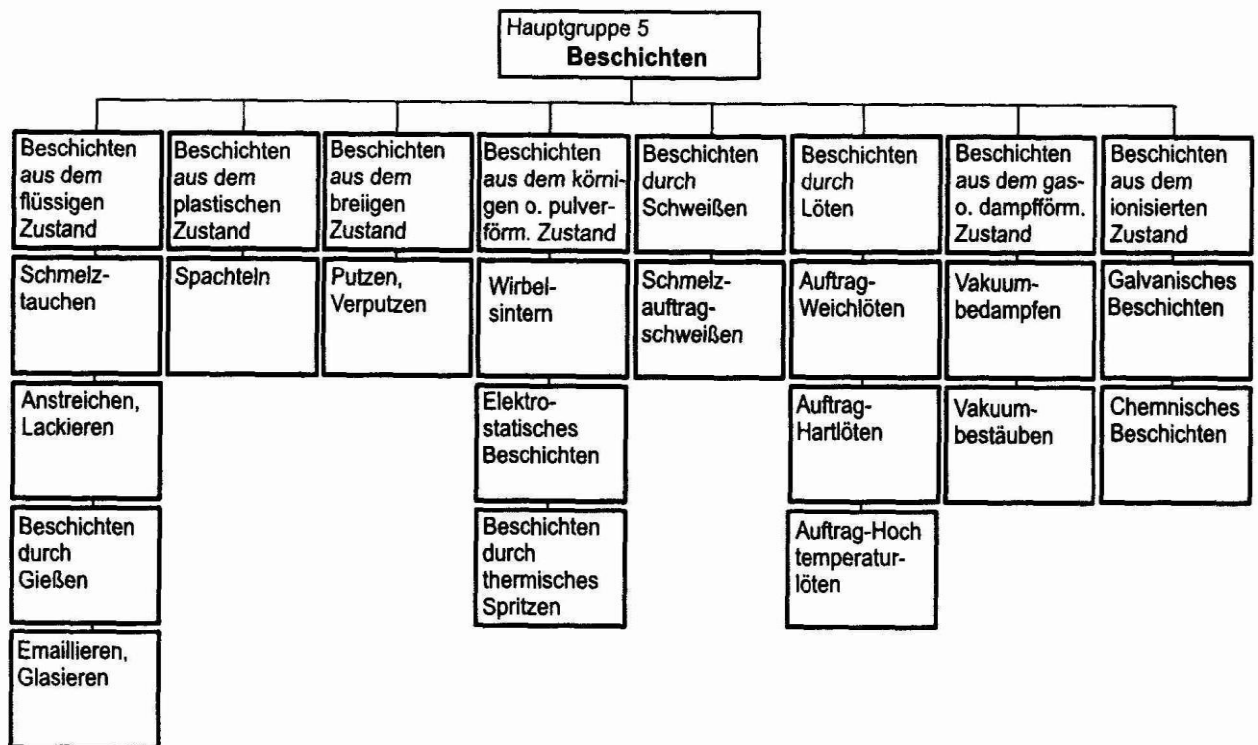 Hauptgruppe 5
Beschichten
Beschichten
aus dem
flüssigen
Zustand
Schmelz-
tauchen
Anstreichen,
Lackieren
Beschichten
durch
Gießen
Emaillieren,
Glasieren
Beschichten
aus dem
plastischen
Zustand
Spachteln
Beschichten
aus dem
breiigen
Zustand
Putzen,
Verputzen
Beschichten
aus dem körni-
gen o. pulver-
förm. Zustand
Wirbel-
sintern
Elektro-
statisches
Beschichten
Beschichten
durch
thermisches
Spritzen
Beschichten
durch
Schweißen
Schmelz-
auftrag-
schweißen
Beschichten
durch
Löten
Auftrag-
Weichlöten
Auftrag-
Hartlöten
Auftrag-Hoch
temperatur-
löten
Beschichten
aus dem gas-
o. dampfförm.
Zustand
Vakuum-
bedampfen
Vakuum-
bestäuben
Beschichten
aus dem
ionisierten
Zustand
Galvanisches
Beschichten
Chemnisches
Beschichten